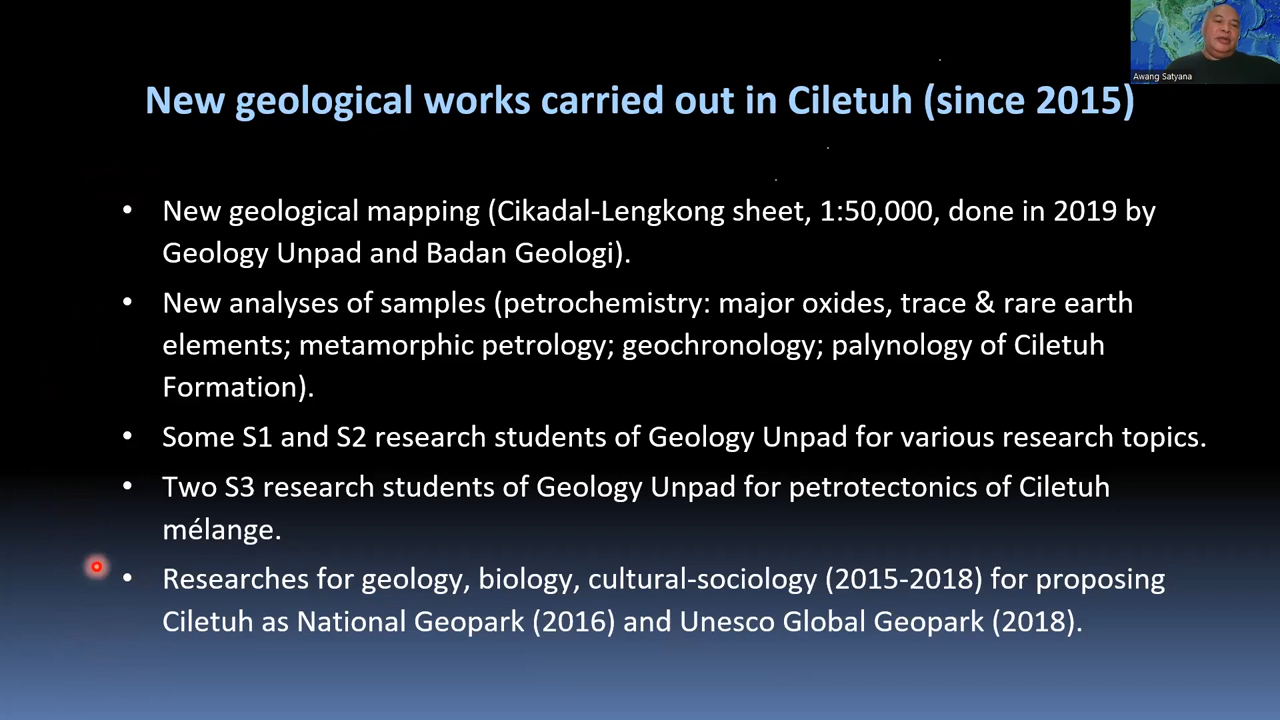 Awang Satyana
New geological works carried out in Ciletuh (since 2015)
• New geological mapping (Cikadal-Lengkong sheet, 1:50,000, done in 2019 by
Geology Unpad and Badan Geologi).
• New analyses of samples (petrochemistry: major oxides, trace & rare earth
elements; metamorphic petrology; geochronology; palynology of Ciletuh
Formation).
• Some S1 and S2 research students of Geology Unpad for various research topics.
• Two S3 research students of Geology Unpad for petrotectonics of Ciletuh
mélange.
• Researches for geology, biology, cultural-sociology (2015-2018) for proposing
Ciletuh as National Geopark (2016) and Unesco Global Geopark (2018).